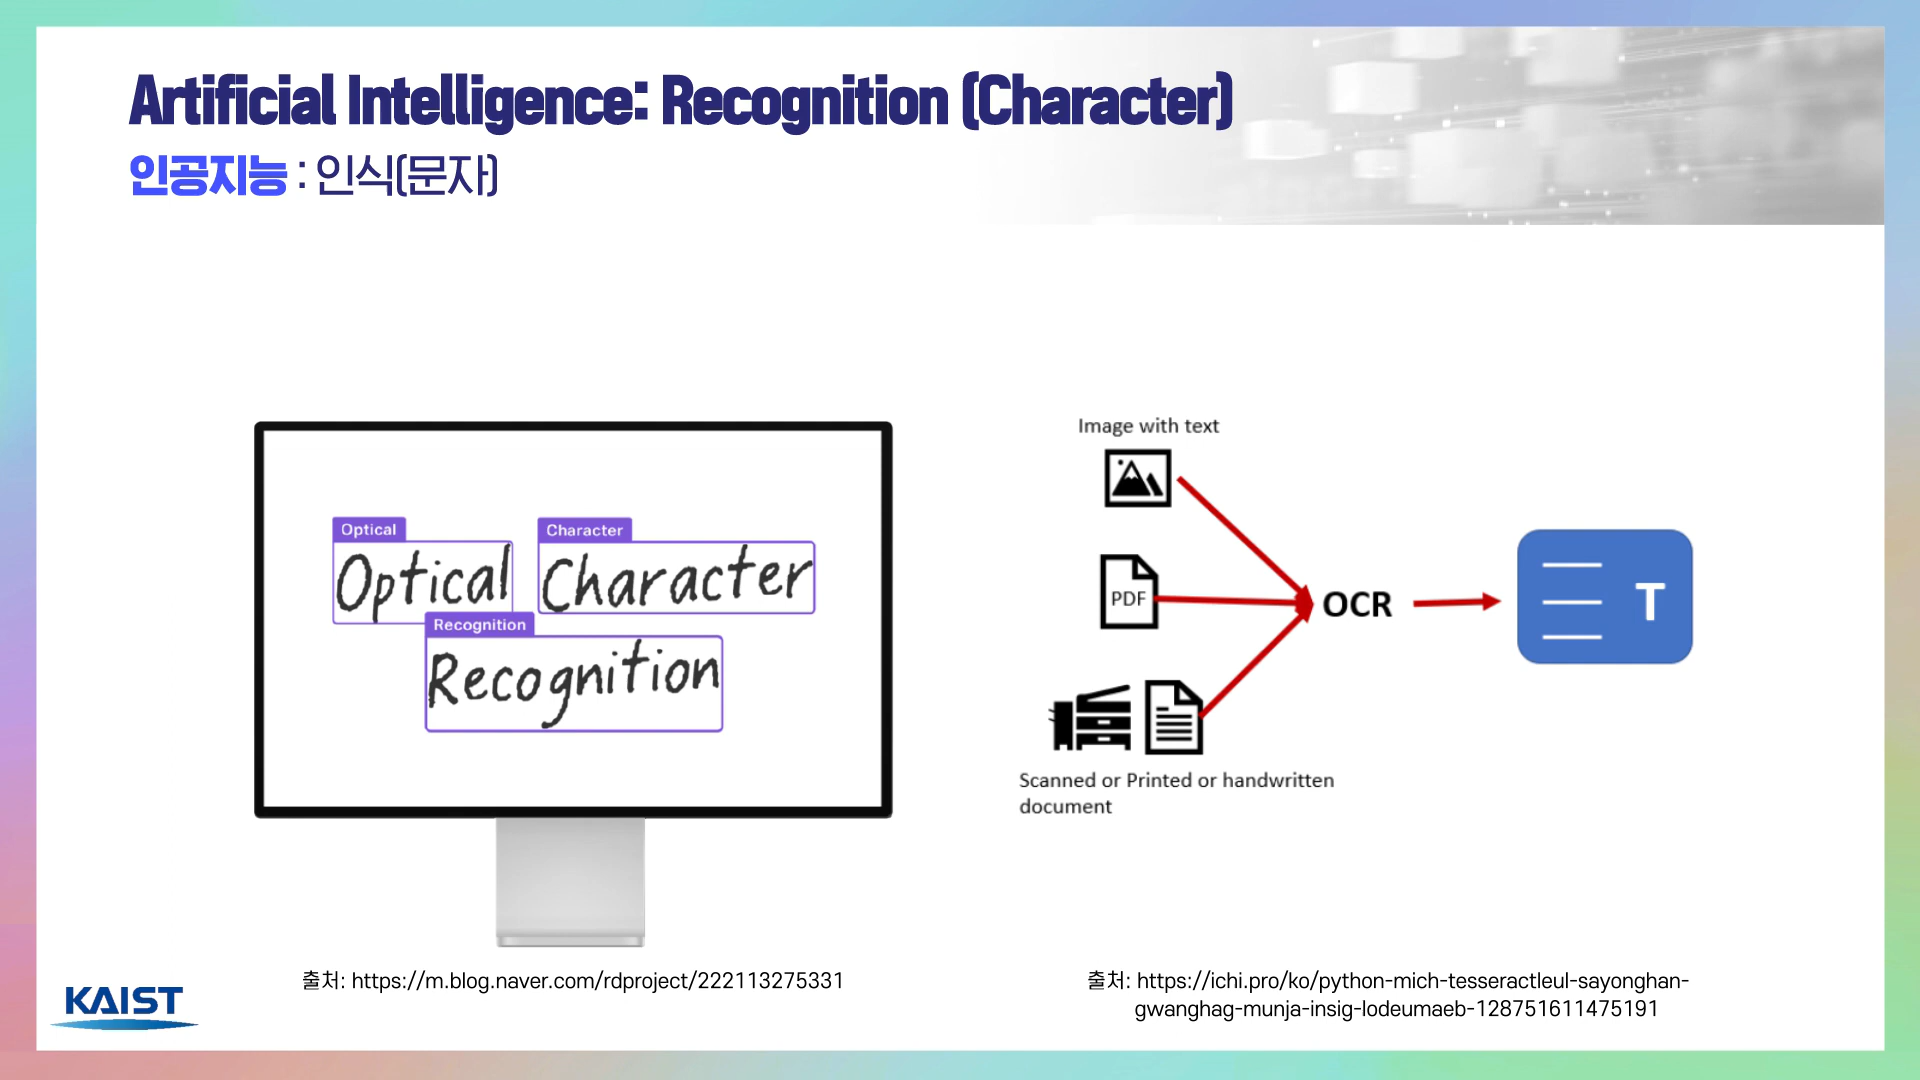 Artificial Intelligence: Recognition (Character)
인공지능 : 인식(문자)
Optical
Character
Optical
Character
Recognition
Recognition
Image with text
PDF
OCR
T
Scanned or Printed or handwritten
document
출처: https://m.blog.naver.com/rdproject/222113275331
출처: https://ichi.pro/ko/python-mich-tesseractleul-sayonghan-
gwanghag-munja-insig-lodeumaeb-128751611475191
KAIST